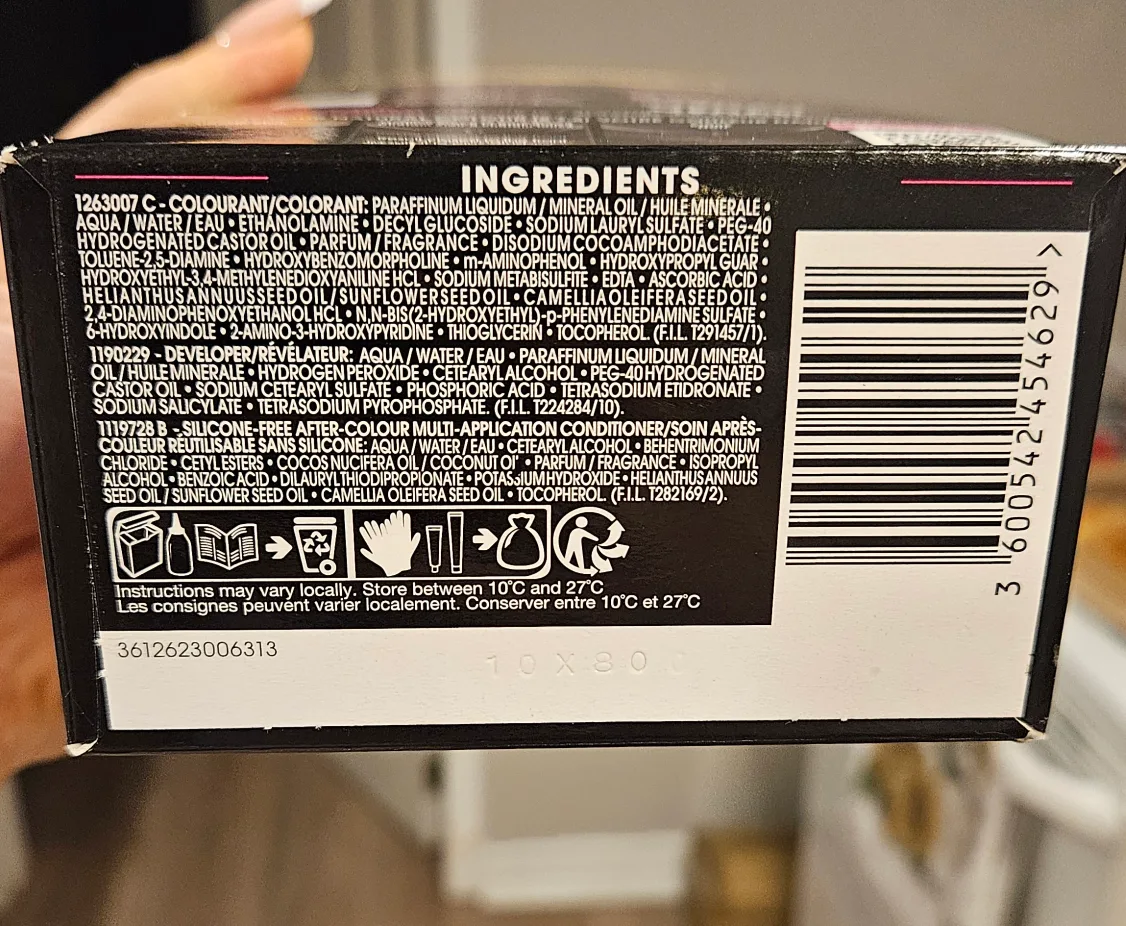 INGREDIENTS
1263007 C - COLOURANT/COLORANT: PARAFFINUM LIQUIDUM / MINERAL OIL / HUILE MINERALE •
AQUA / WATER / EAU • ETHANOLAMINE • DECYL GLUCOSIDE • SODIUM LAURYL SULFATE • PEG-40
HYDROGENATED CASTOR OIL • PARFUM / FRAGRANCE • DISODIUM COCOAMPHODIACETATE •
TOLUENE-2,5-DIAMINE • HYDROXYBENZOMORPHOLINE • m-AMINOPHENOL • HYDROXYPROPYL GUAR •
HYDROXYETHYL-3,4-METHYLENEDIOXYANILINE HCL • SODIUM METABISULFITE • EDTA • ASCORBIC ACID •
HELIANTHUS ANNUUS SEED OIL / SUNFLOWER SEED OIL • CAMELLIA OLEIFERA SEED OIL •
2,4-DIAMINOPHENOXYETHANOL HCL • N,N-BIS(2-HYDROXYETHYL)-p-PHENYLENEDIAMINE SULFATE •
6-HYDROXYINDOLE • 2-AMINO-3-HYDROXYPYRIDINE • THIOGLYCERIN • TOCOPHEROL. (F.I.L. T291457/1).
1190229 - DEVELOPER/RÉVÉLATEUR: AQUA / WATER / EAU • PARAFFINUM LIQUIDUM / MINERAL
OIL / HUILE MINERALE • HYDROGEN PEROXIDE • CETEARYL ALCOHOL • PEG-40 HYDROGENATED
CASTOR OIL • SODIUM CETEARYL SULFATE • PHOSPHORIC ACID • TETRASODIUM ETIDRONATE •
SODIUM SALICYLATE • TETRASODIUM PYROPHOSPHATE. (F.I.L. T224284/10).
1119728 B - SILICONE-FREE AFTER-COLOUR MULTI-APPLICATION CONDITIONER/SOIN APRÈS-
COULEUR RÉUTILISABLE SANS SILICONE: AQUA / WATER / EAU • CETEARYL ALCOHOL • BEHENTRIMONIUM
CHLORIDE • CETYL ESTERS • COCOS NUCIFERA OIL / COCONUT OIL • PARFUM / FRAGRANCE • ISOPROPYL
ALCOHOL • BENZOIC ACID • DILAURYL THIODIPROPIONATE • POTASSIUM HYDROXIDE • HELIANTHUS ANNUUS
SEED OIL / SUNFLOWER SEED OIL • CAMELLIA OLEIFERA SEED OIL • TOCOPHEROL. (F.I.L. T282169/2).
Instructions may vary locally. Store between 10°C and 27°C
Les consignes peuvent varier localement. Conserver entre 10°C et 27°C
3612623006313
10X80
3 600542 454629 >